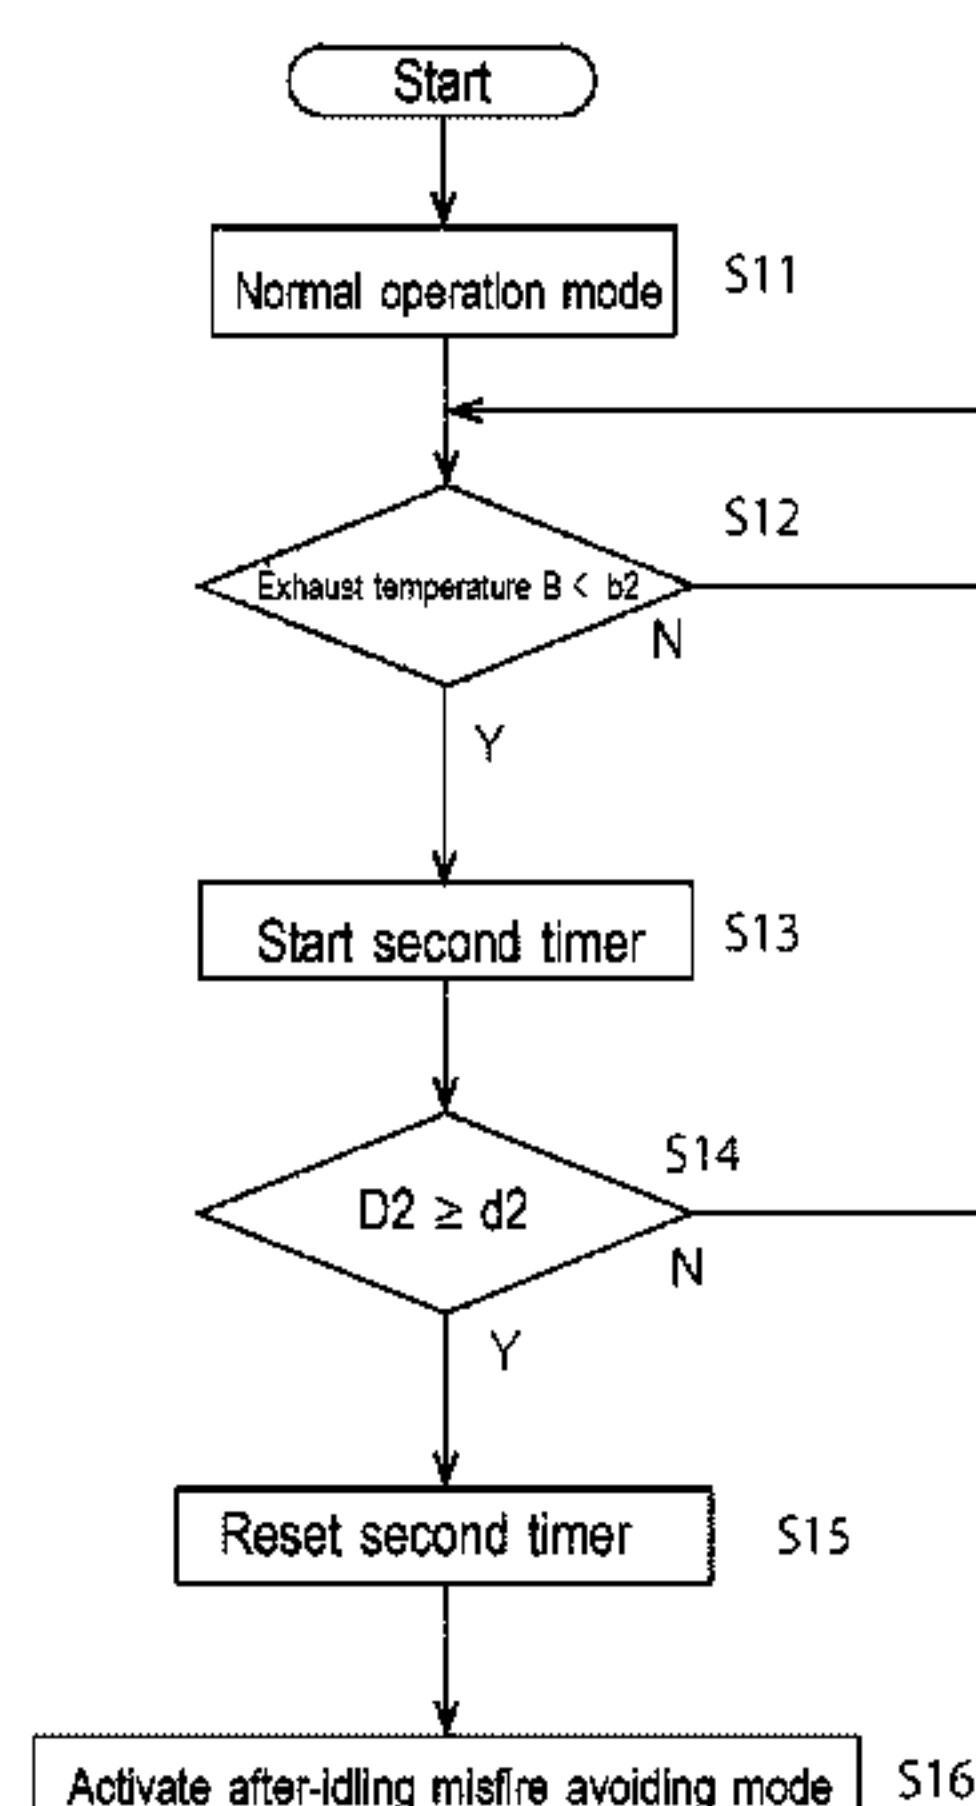 Start
Normal operation mode
S11
S12
Exhaust temperature B < b2
N
Y
Start second timer
S13
S14
D2 ≥ d2
N
Y
Reset second timer
S15
Activate after-idling misfire avoiding mode
S16